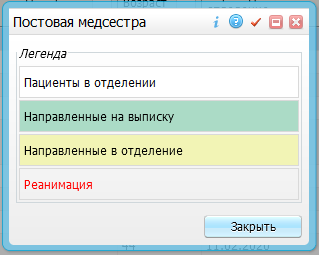 Постовая медсестра
Легенда
Пациенты в отделении
Направленные на выписку
Направленные в отделение
Реанимация
Закрыть